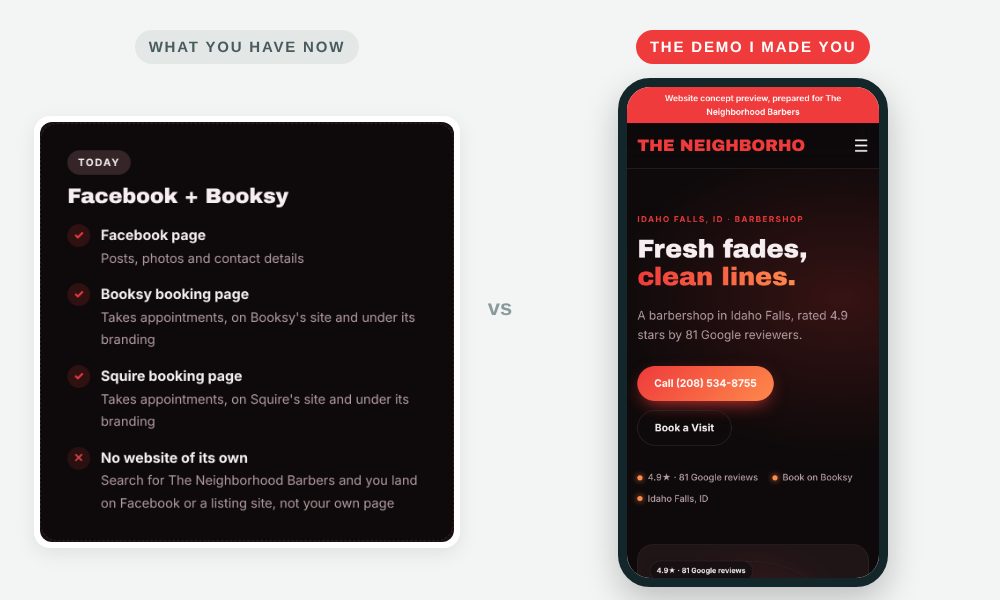 WHAT YOU HAVE NOW
TODAY
Facebook + Booksy
Facebook page
Posts, photos and contact details
Booksy booking page
Takes appointments, on Booksy's site and under its
branding
Squire booking page
Takes appointments, on Squire's site and under its
branding
No website of its own
Search for The Neighborhood Barbers and you land
on Facebook or a listing site, not your own page
vs
THE DEMO I MADE YOU
Website concept preview, prepared for The
Neighborhood Barbers
THE NEIGHBORHO
IDAHO FALLS, ID · BARBERSHOP
Fresh fades,
clean lines.
A barbershop in Idaho Falls, rated 4.9
stars by 81 Google reviewers.
Call (208) 534-8755
Book a Visit
4.9★ · 81 Google reviews
Book on Booksy
Idaho Falls, ID
4.9★ · 81 Google reviews